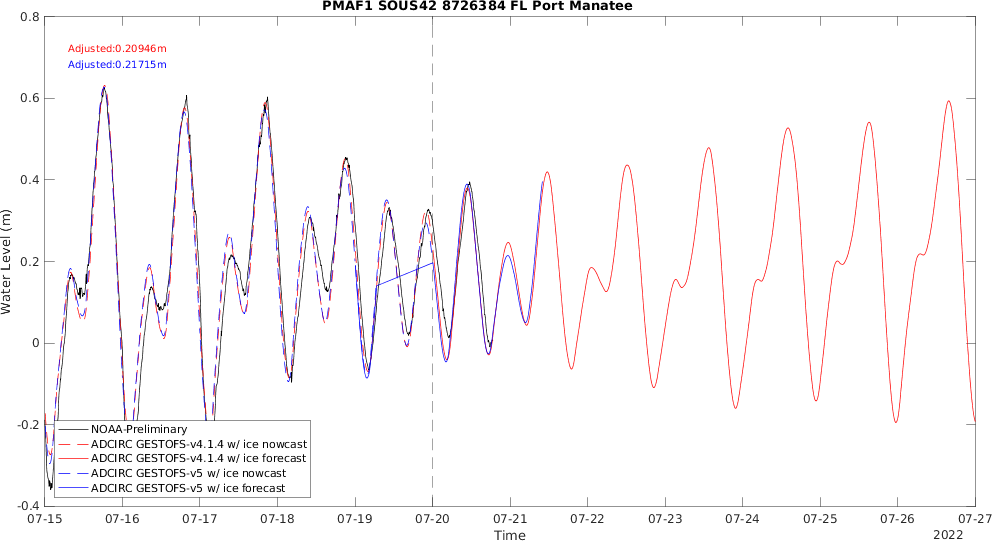 PMAF1 SOUS42 8726384 FL Port Manatee
0.8
0.6
0.4
0.2
0
-0.2
-0.4
Water Level (m)
Adjusted:0.20946m
Adjusted:0.21715m
NOAA-Preliminary
ADCIRC GESTOFS-v4.1.4 w/ ice nowcast
ADCIRC GESTOFS-v4.1.4 w/ ice forecast
ADCIRC GESTOFS-v5 w/ ice nowcast
ADCIRC GESTOFS-v5 w/ ice forecast
07-15 07-16 07-17 07-18 07-19 07-20 07-21 07-22 07-23 07-24 07-25 07-26 07-27
Time
2022